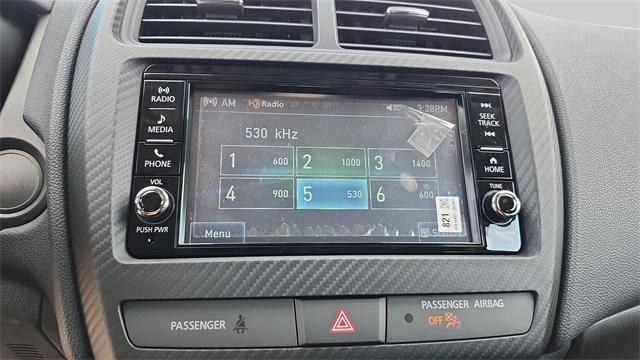 RADIO
MEDIA
PHONE
VOL
PUSH PWR
AM Radio 3:28PM
530 kHz
1 600 2 1000 3 1400
4 900 5 530 6 600
Menu
821
SEEK
TRACK
HOME
TUNE
PASSENGER
PASSENGER AIRBAG
OFF